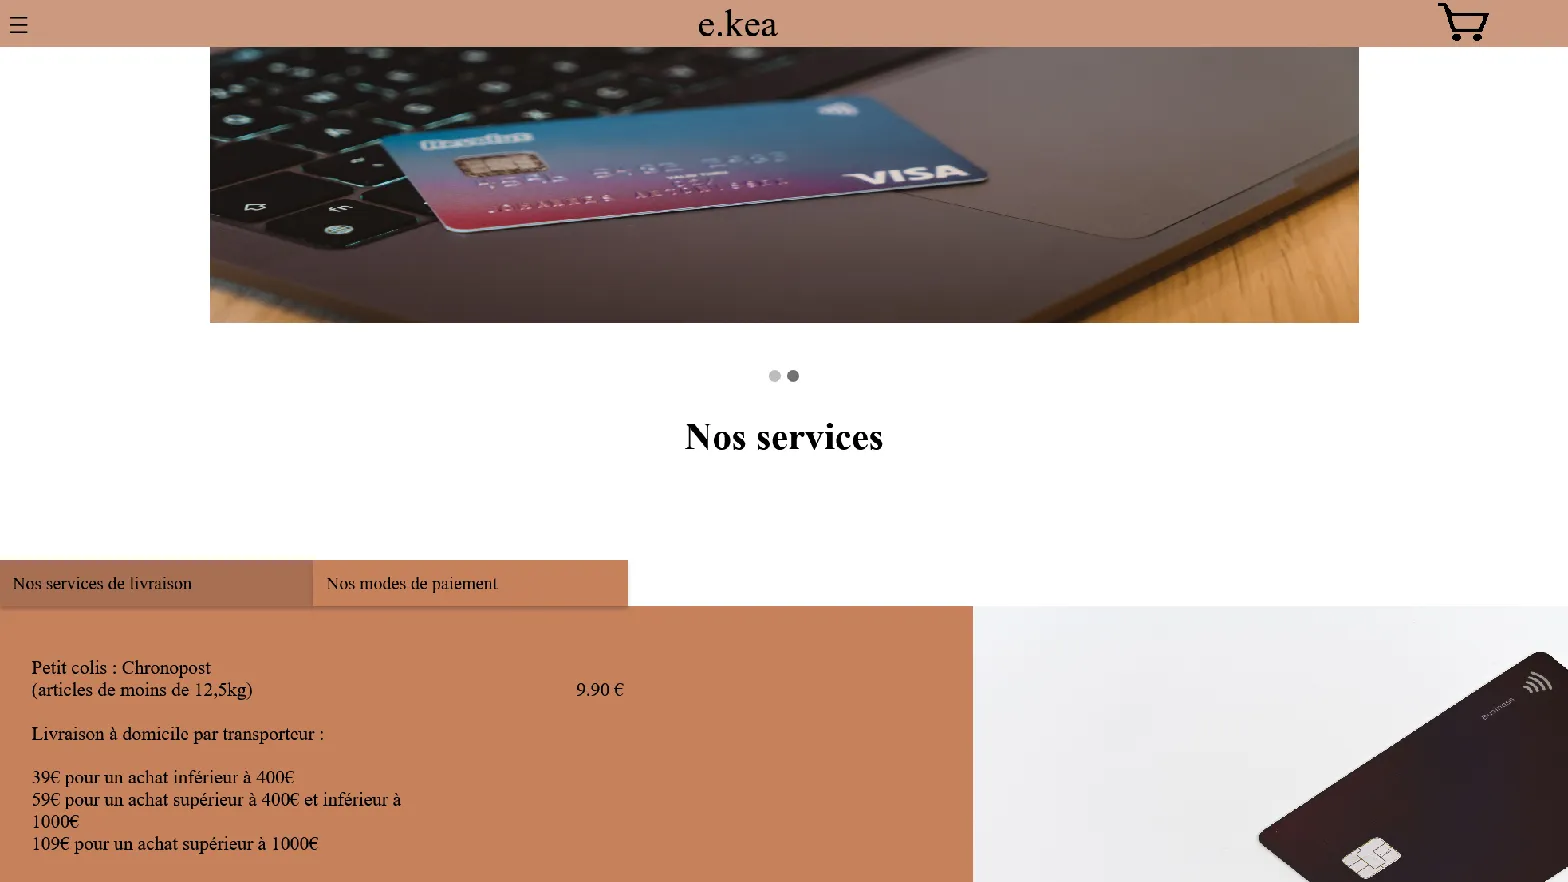 e.kea
VISA
Nos services
Nos services de livraison
Nos modes de paiement
Petit colis : Chronopost
(articles de moins de 12,5kg)
9.90 €
Livraison à domicile par transporteur :
39€ pour un achat inférieur à 400€
59€ pour un achat supérieur à 400€ et inférieur à
1000€
109€ pour un achat supérieur à 1000€